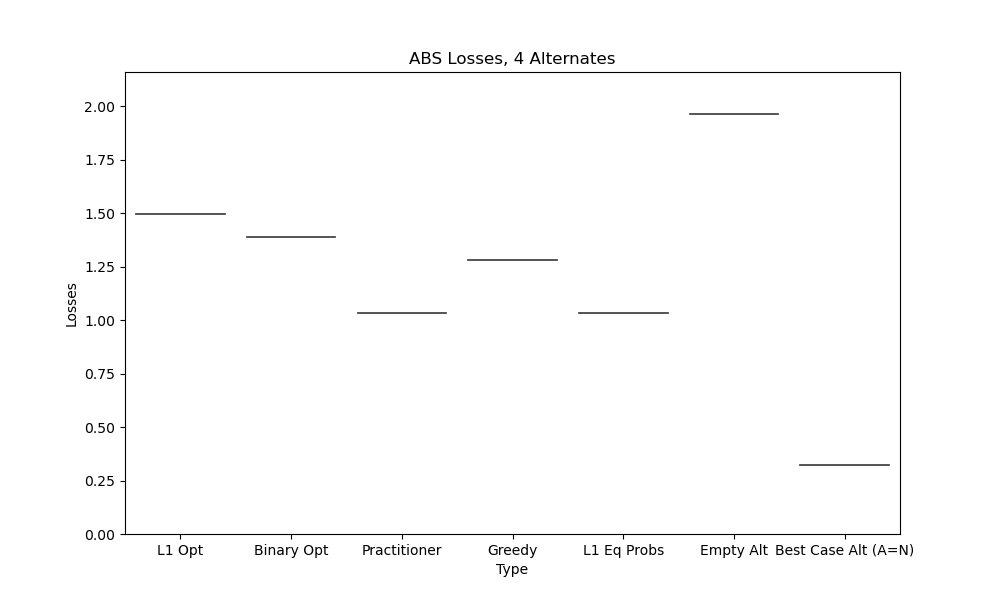 ABS Losses, 4 Alternates
2.00
1.75
1.50
1.25
1.00
0.75
0.50
0.25
0.00
Losses
L1 Opt Binary Opt Practitioner Greedy L1 Eq Probs Empty Alt Best Case Alt (A=N)
Type